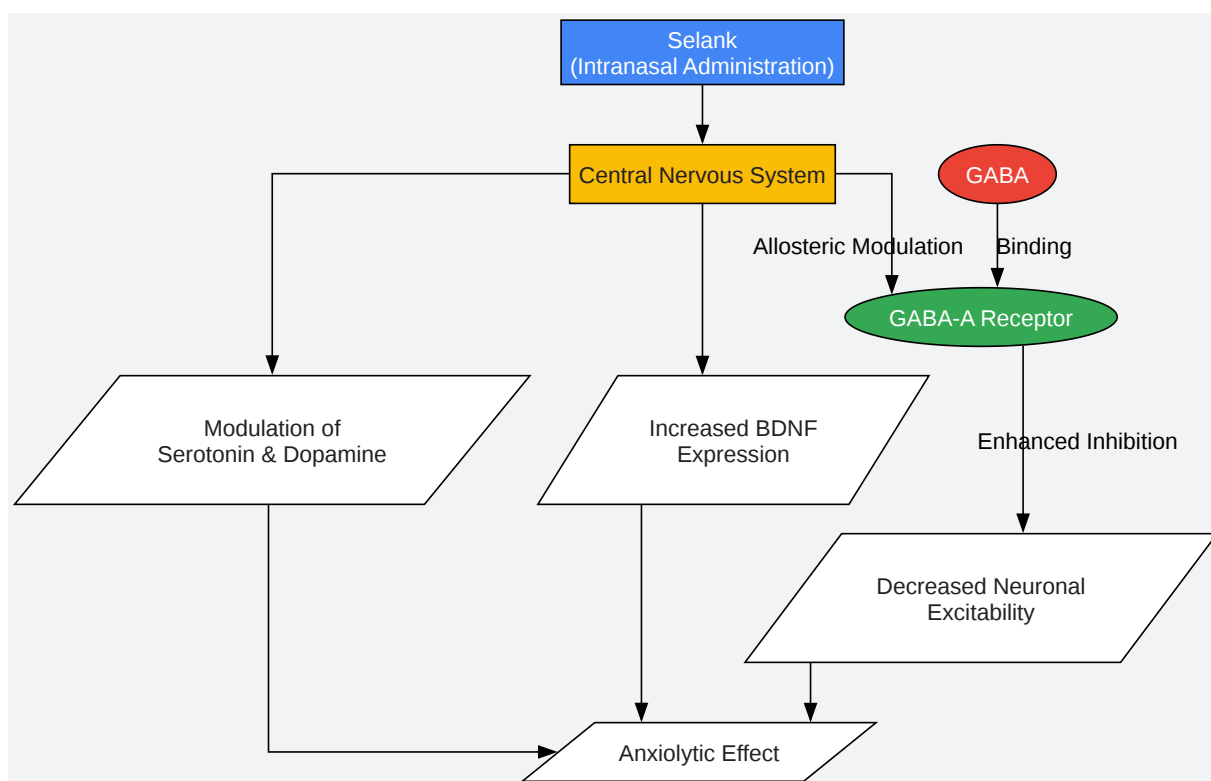 Selank
(Intranasal Administration)
Central Nervous System
GABA
Allosteric Modulation
Binding
GABA-A Receptor
Modulation of
Serotonin & Dopamine
Increased BDNF
Expression
Enhanced Inhibition
Decreased Neuronal
Excitability
Anxiolytic Effect